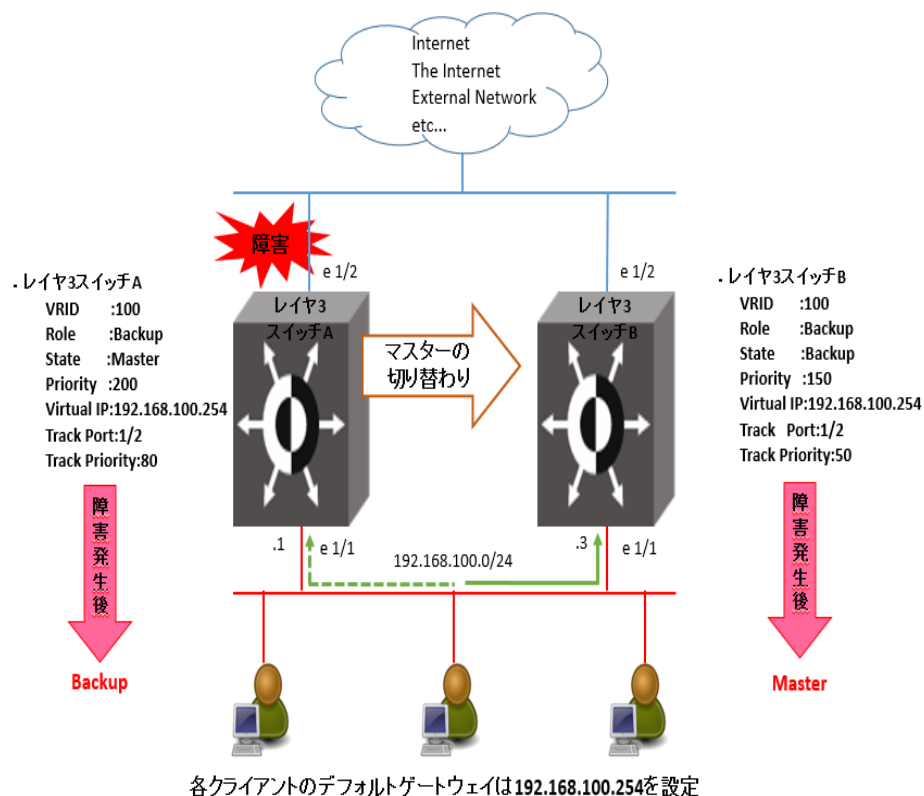 Internet
The Internet
External Network
etc...
障害
e 1/2
e 1/2
.レイヤ3スイッチA
VRID :100
Role :Backup
State :Master
Priority :200
Virtual IP:192.168.100.254
Track Port:1/2
Track Priority:80
レイヤ3
スイッチA
マスターの
切り替わり
レイヤ3
スイッチB
.レイヤ3スイッチB
VRID :100
Role :Backup
State :Backup
Priority :150
Virtual IP:192.168.100.254
Track Port:1/2
Track Priority:50
障害発生後
Backup
.1
e 1/1
192.168.100.0/24
.3
e 1/1
障害発生後
Master
各クライアントのデフォルトゲートウェイは192.168.100.254を設定